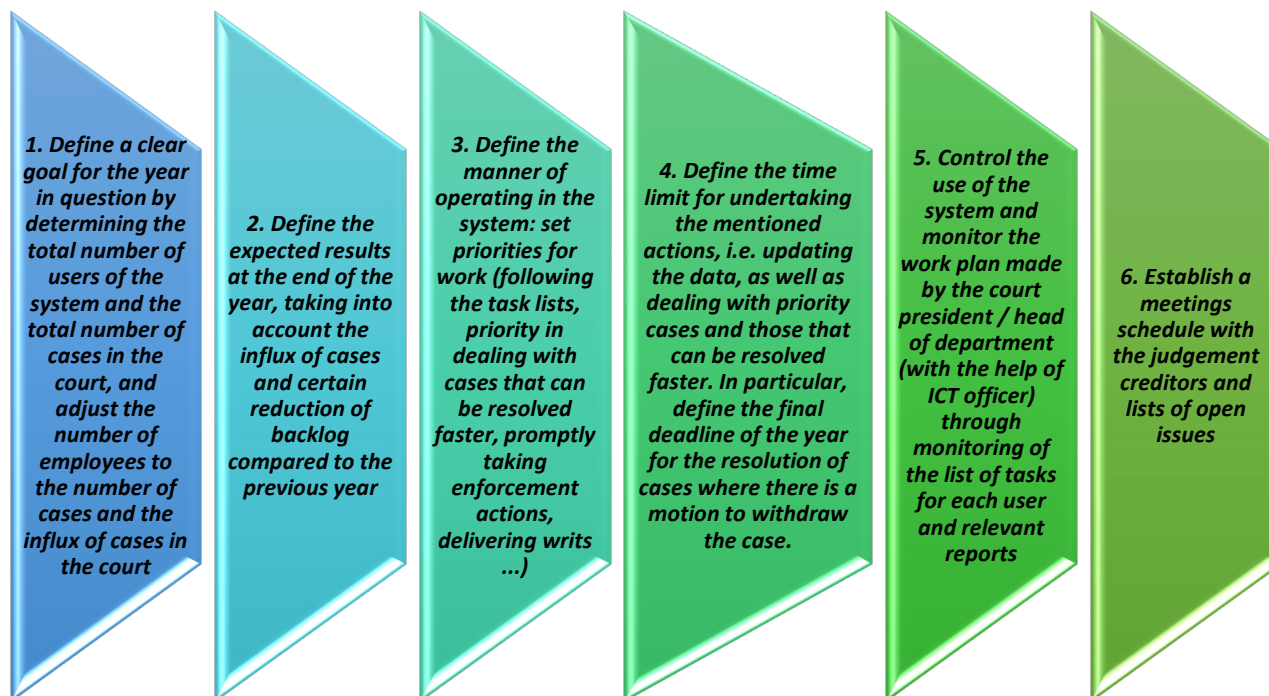 1. Define a clear
goal for the year
in question by
determining the
total number of
users of the
system and the
total number of
cases in the
court, and
adjust the
number of
employees to
the number of
cases and the
influx of cases in
the court
2. Define the
expected results
at the end of the
year, taking into
account the
influx of cases
and certain
reduction of
backlog
compared to the
previous year
3. Define the
manner of
operating in the
system: set
priorities for
work (following
the task lists,
priority in
dealing with
cases that can
be resolved
faster, promptly
taking
enforcement
actions,
delivering writs
...)
4. Define the time
limit for undertaking
the mentioned
actions, i.e. updating
the data, as well as
dealing with priority
cases and those that
can be resolved
faster. In particular,
define the final
deadline of the year
for the resolution of
cases where there is a
motion to withdraw
the case.
5. Control the
use of the
system and
monitor the
work plan made
by the court
president / head
of department
(with the help of
ICT officer)
through
monitoring of
the list of tasks
for each user
and relevant
reports
6. Establish a
meetings
schedule with
the judgement
creditors and
lists of open
issues